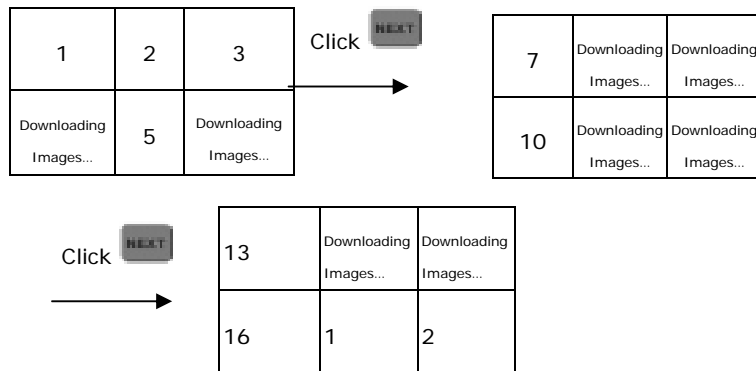 1 2 3
Click NEXT
Downloading Images... 5 Downloading Images...
7 Downloading Images... Downloading Images...
10 Downloading Images... Downloading Images...
Click NEXT
13 Downloading Images... Downloading Images...
16 1 2